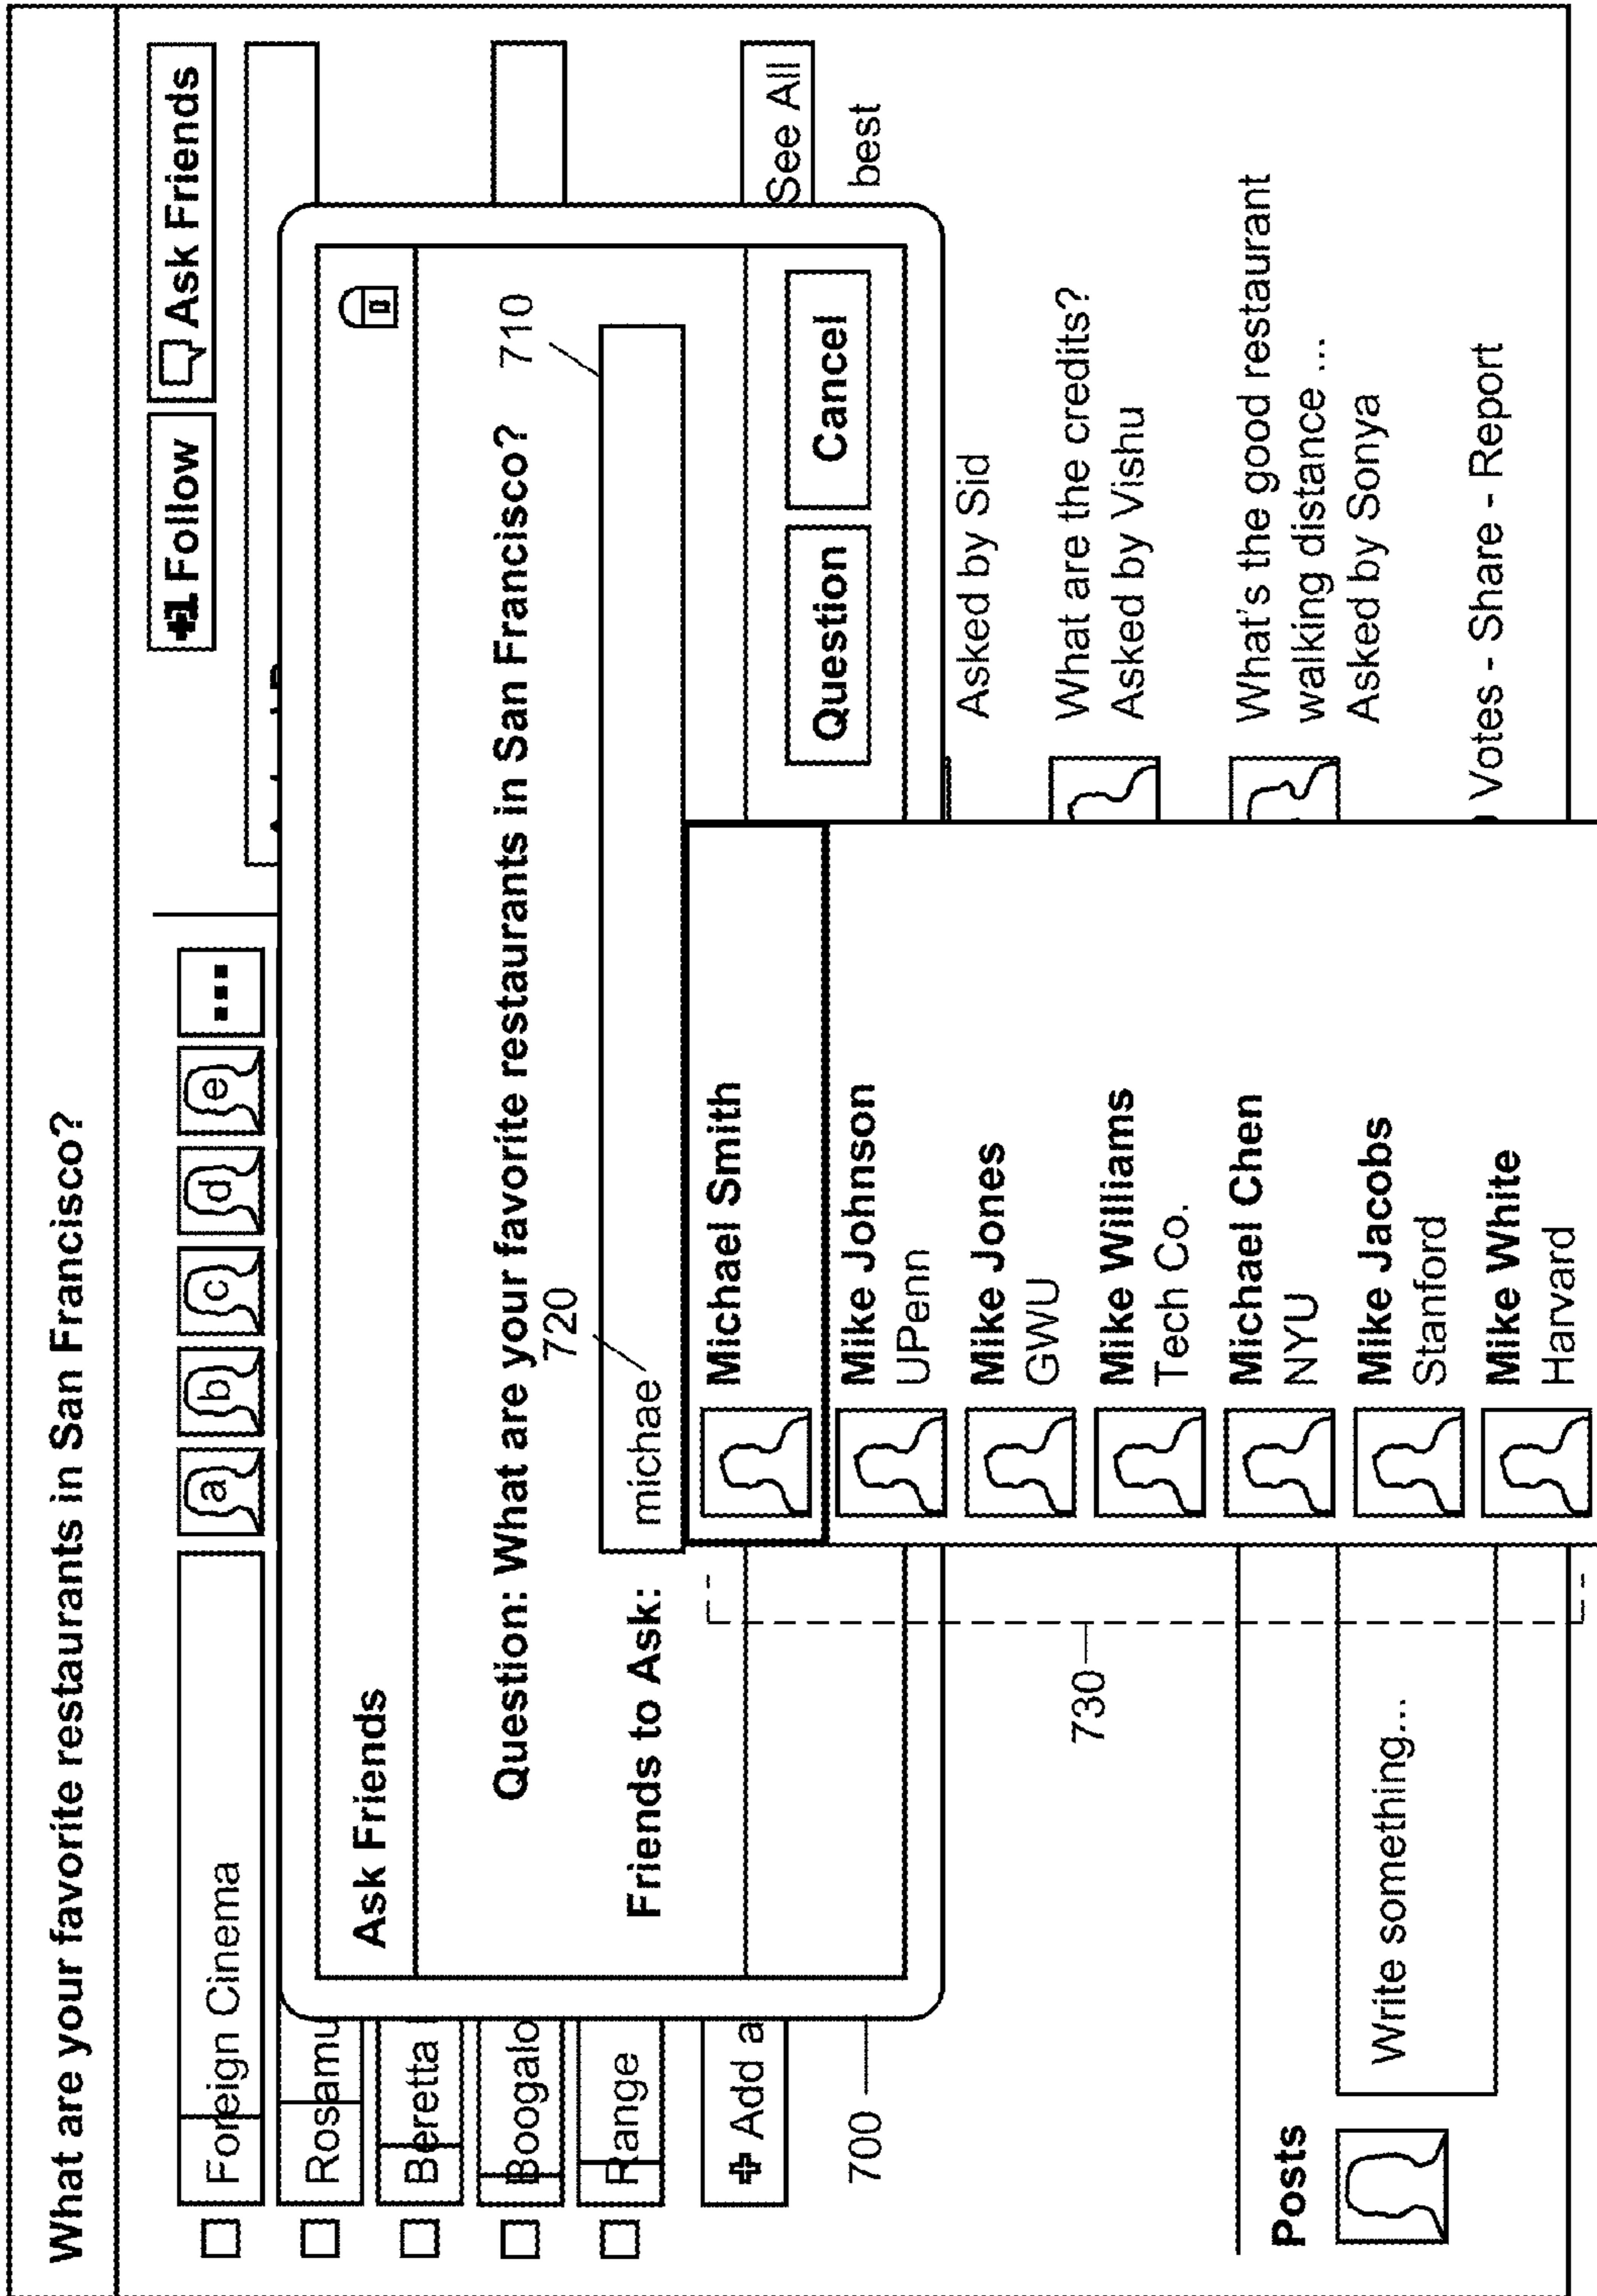 What are your favorite restaurants in San Francisco?
+1 Follow
Ask Friends
Foreign Cinema
a
b
c
d
e
...
Rosamu
Beretta
Boogalo
Range
Add a
Ask Friends
Question: What are your favorite restaurants in San Francisco?
710
720
Friends to Ask:
michae
Question
Cancel
700
730
Michael Smith
Mike Johnson
UPenn
Mike Jones
GWU
Mike Williams
Tech Co.
Michael Chen
NYU
Mike Jacobs
Stanford
Mike White
Harvard
See All
best
Asked by Sid
What are the credits?
Asked by Vishu
What's the good restaurant
walking distance ...
Asked by Sonya
Votes - Share - Report
Posts
Write something...